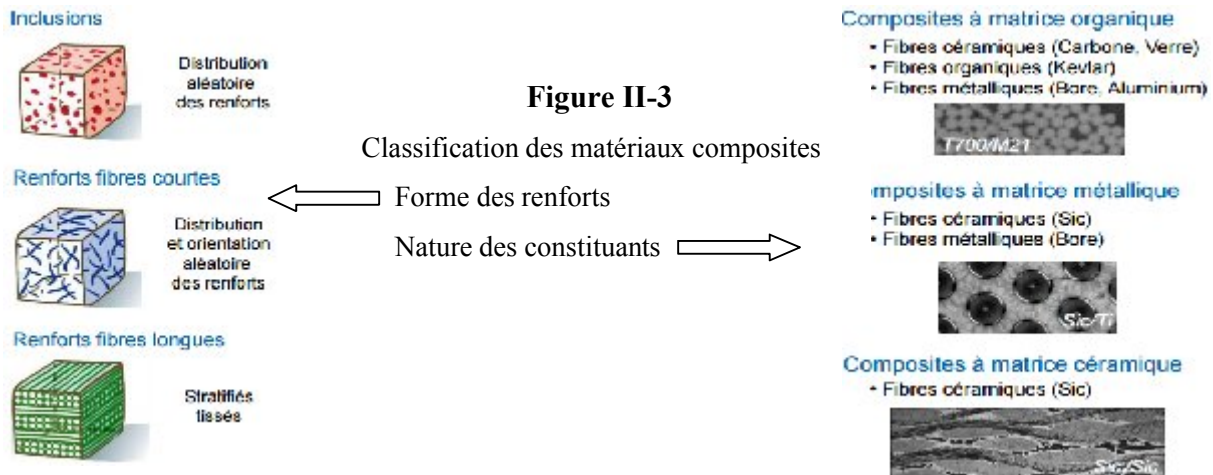 Inclusions
Distribution
aléatoire
des renforts
Renforts fibres courtes
Distribution
et orientation
aléatoire
des renforts
Renforts fibres longues
Stratifiés
tissés
Figure II-3
Classification des matériaux composites
Forme des renforts
Nature des constituants
Composites à matrice organique
• Fibres céramiques (Carbone, Verre)
• Fibres organiques (Kevlar)
• Fibres métalliques (Bore, Aluminium)
T700/M21
omposites à matrice métallique
• Fibres céramiques (Sic)
• Fibres métalliques (Bore)
Sic/Ti
Composites à matrice céramique
• Fibres céramiques (Sic)
Sic/Sic